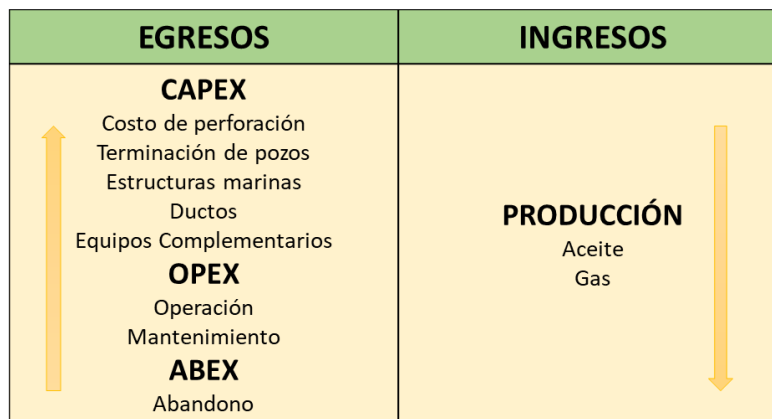 EGRESOS
INGRESOS
CAPEX
Costo de perforación
Terminación de pozos
Estructuras marinas
Ductos
Equipos Complementarios
OPEX
Operación
Mantenimiento
ABEX
Abandono
PRODUCCIÓN
Aceite
Gas